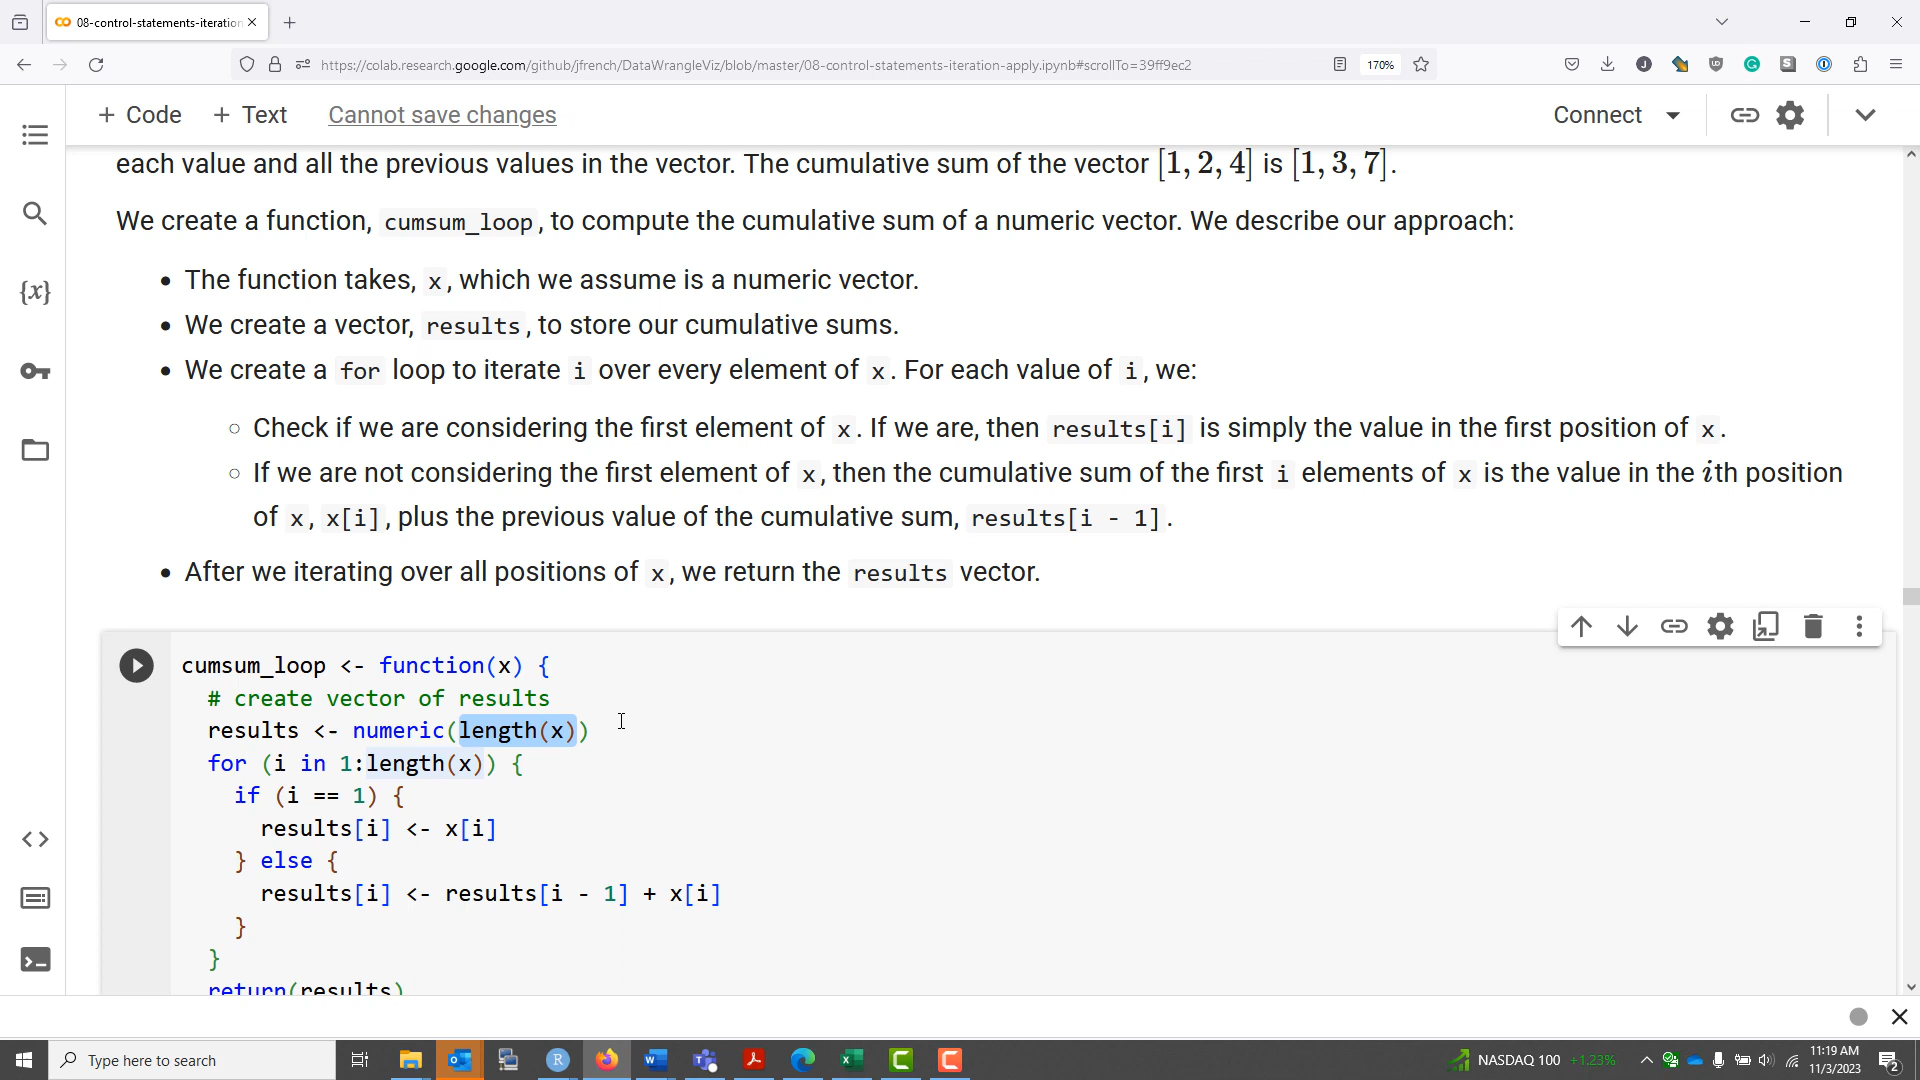 08-control-statements-iteration
https://colab.research.google.com/github/jfrench/DataWrangleViz/blob/master/08-control-statements-iteration-apply.ipynb#scrollTo=39ff9ec2
170%
+ Code + Text Cannot save changes
Connect
each value and all the previous values in the vector. The cumulative sum of the vector [1, 2, 4] is [1, 3, 7].
We create a function, cumsum_loop, to compute the cumulative sum of a numeric vector. We describe our approach:
• The function takes, x, which we assume is a numeric vector.
• We create a vector, results, to store our cumulative sums.
• We create a for loop to iterate i over every element of x. For each value of i, we:
◦ Check if we are considering the first element of x. If we are, then results[i] is simply the value in the first position of x.
◦ If we are not considering the first element of x, then the cumulative sum of the first i elements of x is the value in the ith position
of x, x[i], plus the previous value of the cumulative sum, results[i - 1].
• After we iterating over all positions of x, we return the results vector.
cumsum_loop <- function(x) {
# create vector of results
results <- numeric(length(x))
for (i in 1:length(x)) {
if (i == 1) {
results[i] <- x[i]
} else {
results[i] <- results[i - 1] + x[i]
}
}
return(results)
Type here to search
NASDAQ 100 +1.23%
11:19 AM
11/3/2023
2